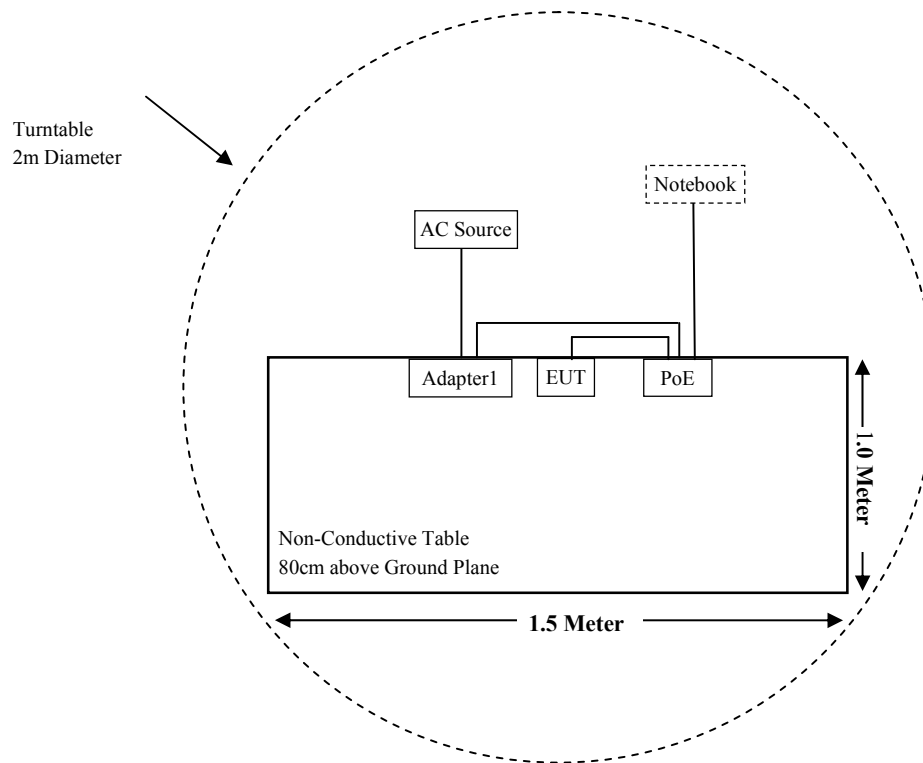 Turntable
2m Diameter
Notebook
AC Source
Adapter1
EUT
PoE
1.0 Meter
Non-Conductive Table
80cm above Ground Plane
1.5 Meter